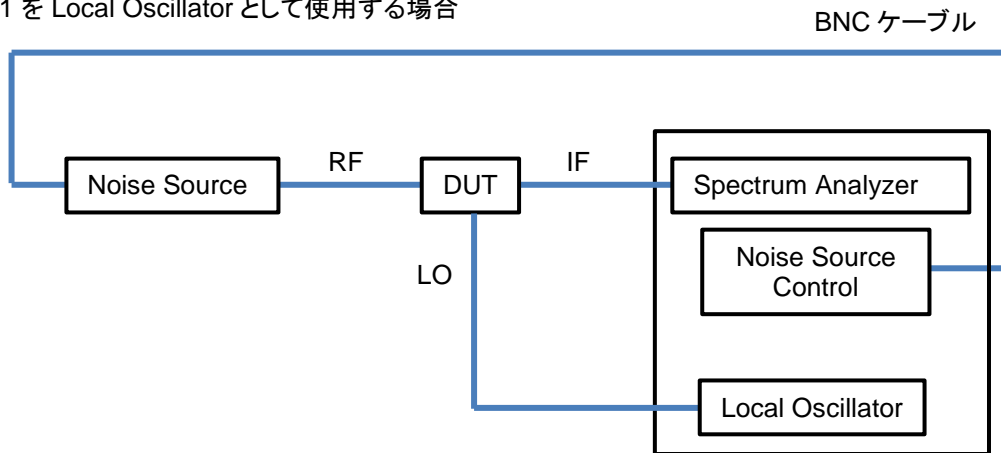 1 を Local Oscillator として使用する場合
BNC ケーブル
RF
IF
Noise Source
DUT
Spectrum Analyzer
Noise Source
Control
LO
Local Oscillator